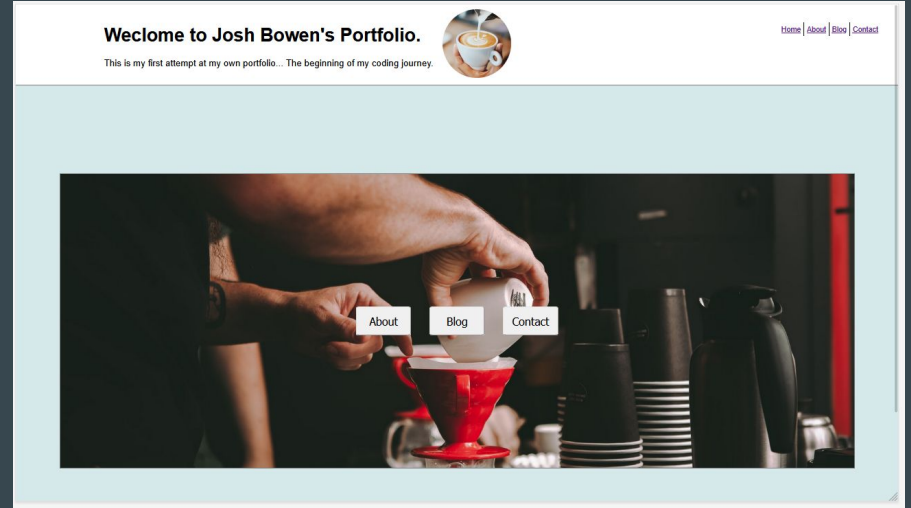 Weclome to Josh Bowen's Portfolio.
This is my first attempt at my own portfolio... The beginning of my coding journey.
Home | About | Blog | Contact
About Blog Contact